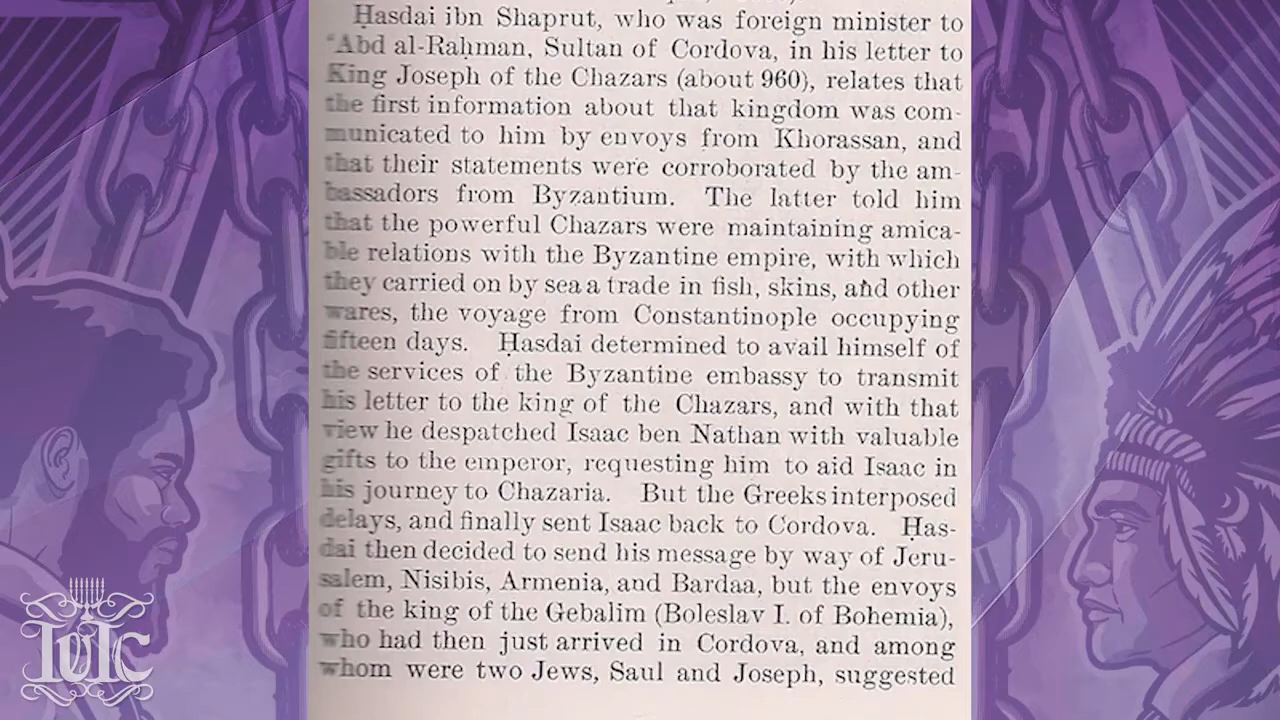 Ḥasdai ibn Shaprut, who was foreign minister to
‘Abd al-Raḥman, Sultan of Cordova, in his letter to
King Joseph of the Chazars (about 960), relates that
the first information about that kingdom was com-
municated to him by envoys from Khorassan, and
that their statements were corroborated by the am-
bassadors from Byzantium. The latter told him
that the powerful Chazars were maintaining amica-
ble relations with the Byzantine empire, with which
they carried on by sea a trade in fish, skins, and other
wares, the voyage from Constantinople occupying
fifteen days. Ḥasdai determined to avail himself of
the services of the Byzantine embassy to transmit
his letter to the king of the Chazars, and with that
view he despatched Isaac ben Nathan with valuable
gifts to the emperor, requesting him to aid Isaac in
his journey to Chazaria. But the Greeks interposed
delays, and finally sent Isaac back to Cordova. Ḥas-
dai then decided to send his message by way of Jeru-
salem, Nisibis, Armenia, and Bardaa, but the envoys
of the king of the Gebalim (Boleslav I. of Bohemia),
who had then just arrived in Cordova, and among
whom were two Jews, Saul and Joseph, suggested
IUIC